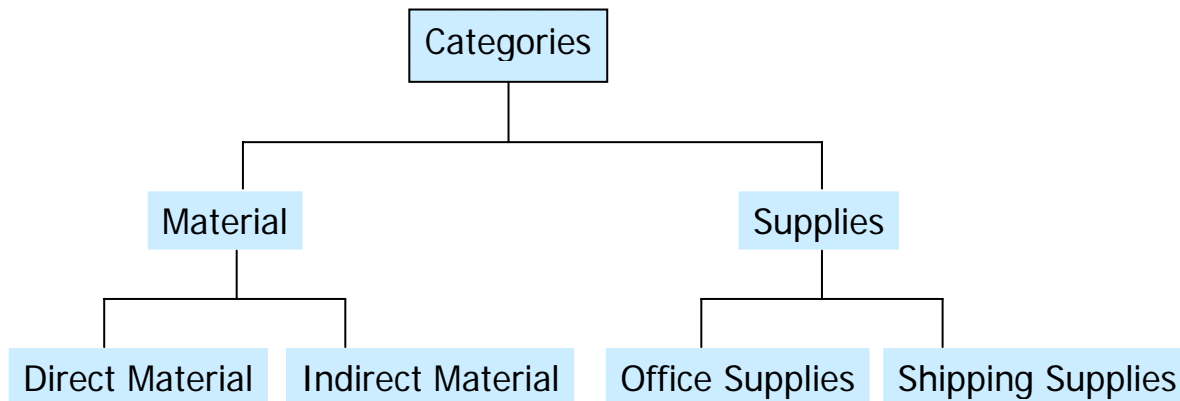 Categories
Material
Supplies
Direct Material
Indirect Material
Office Supplies
Shipping Supplies